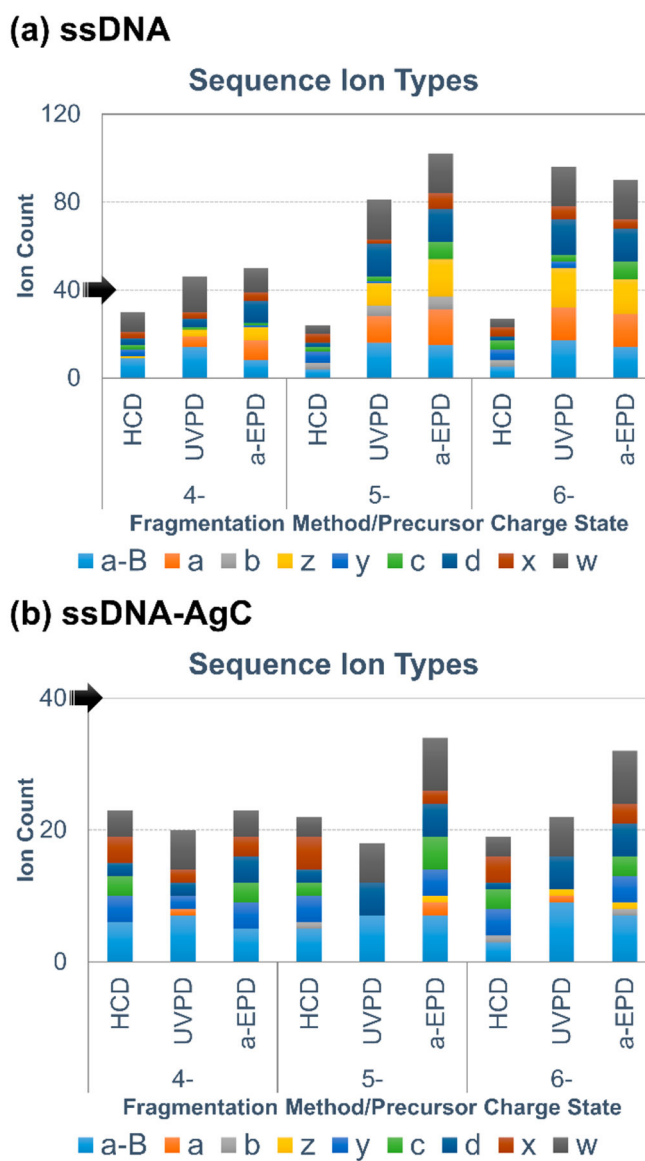 (a) ssDNA
Sequence Ion Types
120
80
40
0
Ion Count
HCD UVPD a-EPD HCD UVPD a-EPD HCD UVPD a-EPD
4- 5- 6-
Fragmentation Method/Precursor Charge State
a-B a b z y c d x w
(b) ssDNA-AgC
Sequence Ion Types
40
20
0
Ion Count
HCD UVPD a-EPD HCD UVPD a-EPD HCD UVPD a-EPD
4- 5- 6-
Fragmentation Method/Precursor Charge State
a-B a b z y c d x w